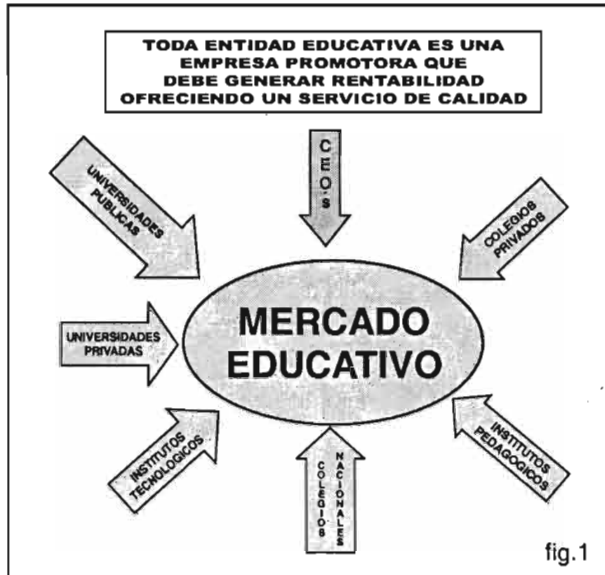 TODA ENTIDAD EDUCATIVA ES UNA
EMPRESA PROMOTORA QUE
DEBE GENERAR RENTABILIDAD
OFRECIENDO UN SERVICIO DE CALIDAD
CEOs
UNIVERSIDADES
PUBLICAS
COLEGIOS
PRIVADOS
MERCADO
EDUCATIVO
UNIVERSIDADES
PRIVADAS
INSTITUTOS
TECNOLOGICOS
COLEGIOS
NACIONALES
INSTITUTOS
PEDAGOGICOS
fig.1